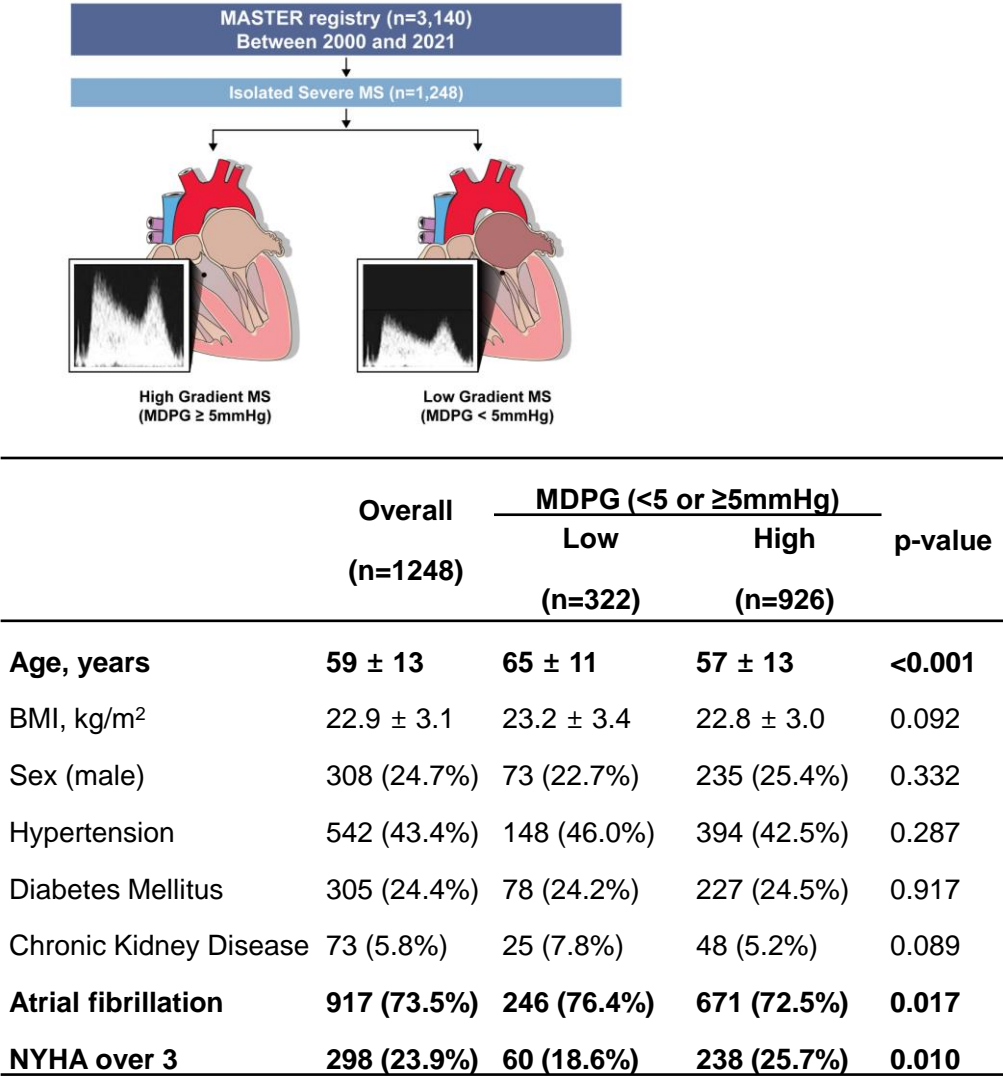 MASTER registry (n=3,140)
Between 2000 and 2021
Isolated Severe MS (n=1,248)
High Gradient MS
(MDPG ≥ 5mmHg)
Low Gradient MS
(MDPG < 5mmHg)
Overall
(n=1248)
MDPG (<5 or ≥5mmHg)
Low
(n=322)
High
(n=926)
p-value
Age, years 59 ± 13 65 ± 11 57 ± 13 <0.001
BMI, kg/m² 22.9 ± 3.1 23.2 ± 3.4 22.8 ± 3.0 0.092
Sex (male) 308 (24.7%) 73 (22.7%) 235 (25.4%) 0.332
Hypertension 542 (43.4%) 148 (46.0%) 394 (42.5%) 0.287
Diabetes Mellitus 305 (24.4%) 78 (24.2%) 227 (24.5%) 0.917
Chronic Kidney Disease 73 (5.8%) 25 (7.8%) 48 (5.2%) 0.089
Atrial fibrillation 917 (73.5%) 246 (76.4%) 671 (72.5%) 0.017
NYHA over 3 298 (23.9%) 60 (18.6%) 238 (25.7%) 0.010